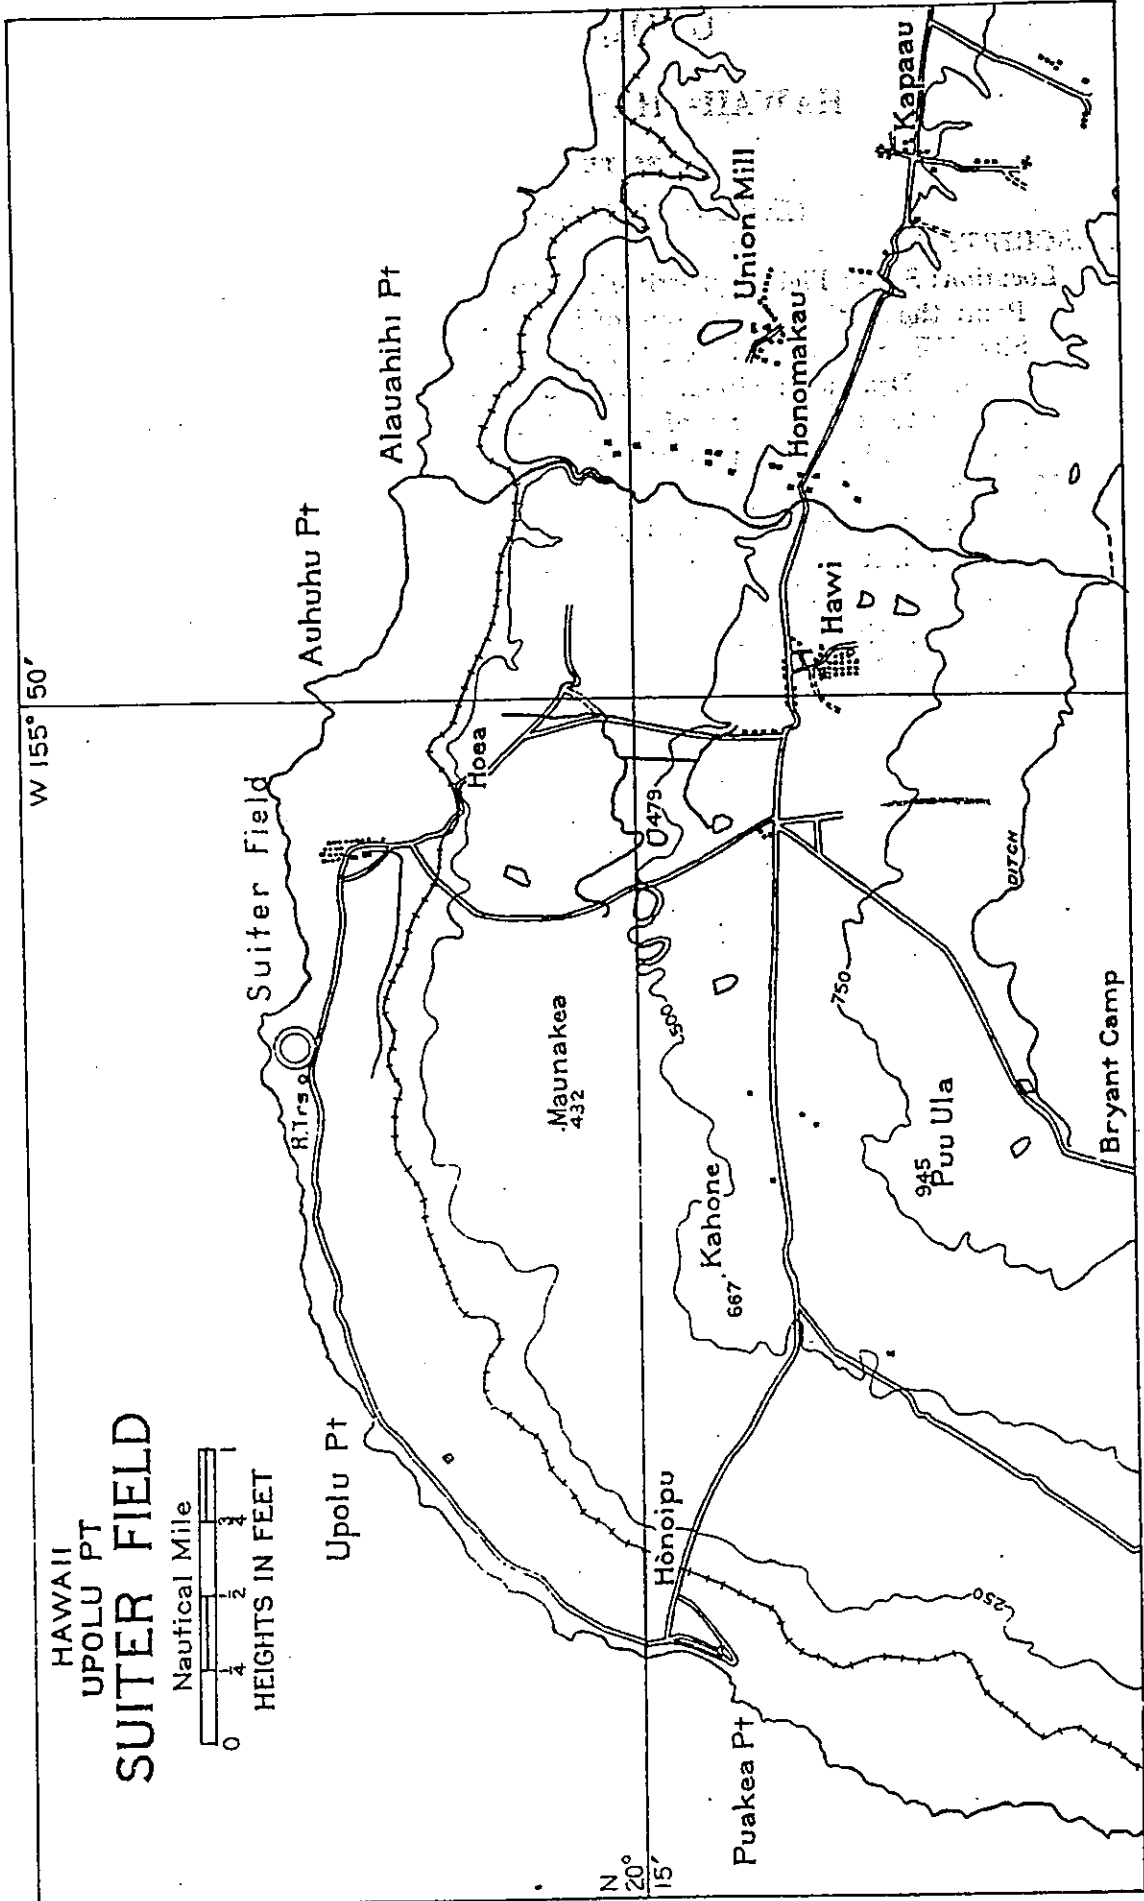 HAWAII
UPOLU PT
SUITER FIELD
Nautical Mile
0 1/4 1/2 3/4 1
HEIGHTS IN FEET
W 155° 50'
N 20° 15'
Suiter Field
Auhuhu Pt
Alauahihi Pt
Upolu Pt
R.Trs
Hoea
Maunakea
432
479
500
Union Mill
Honomakau
Kapaau
Hawi
Kahone
667
Honoipu
Puakea Pt
750
DITCH
945
Puu Ula
Bryant Camp
250